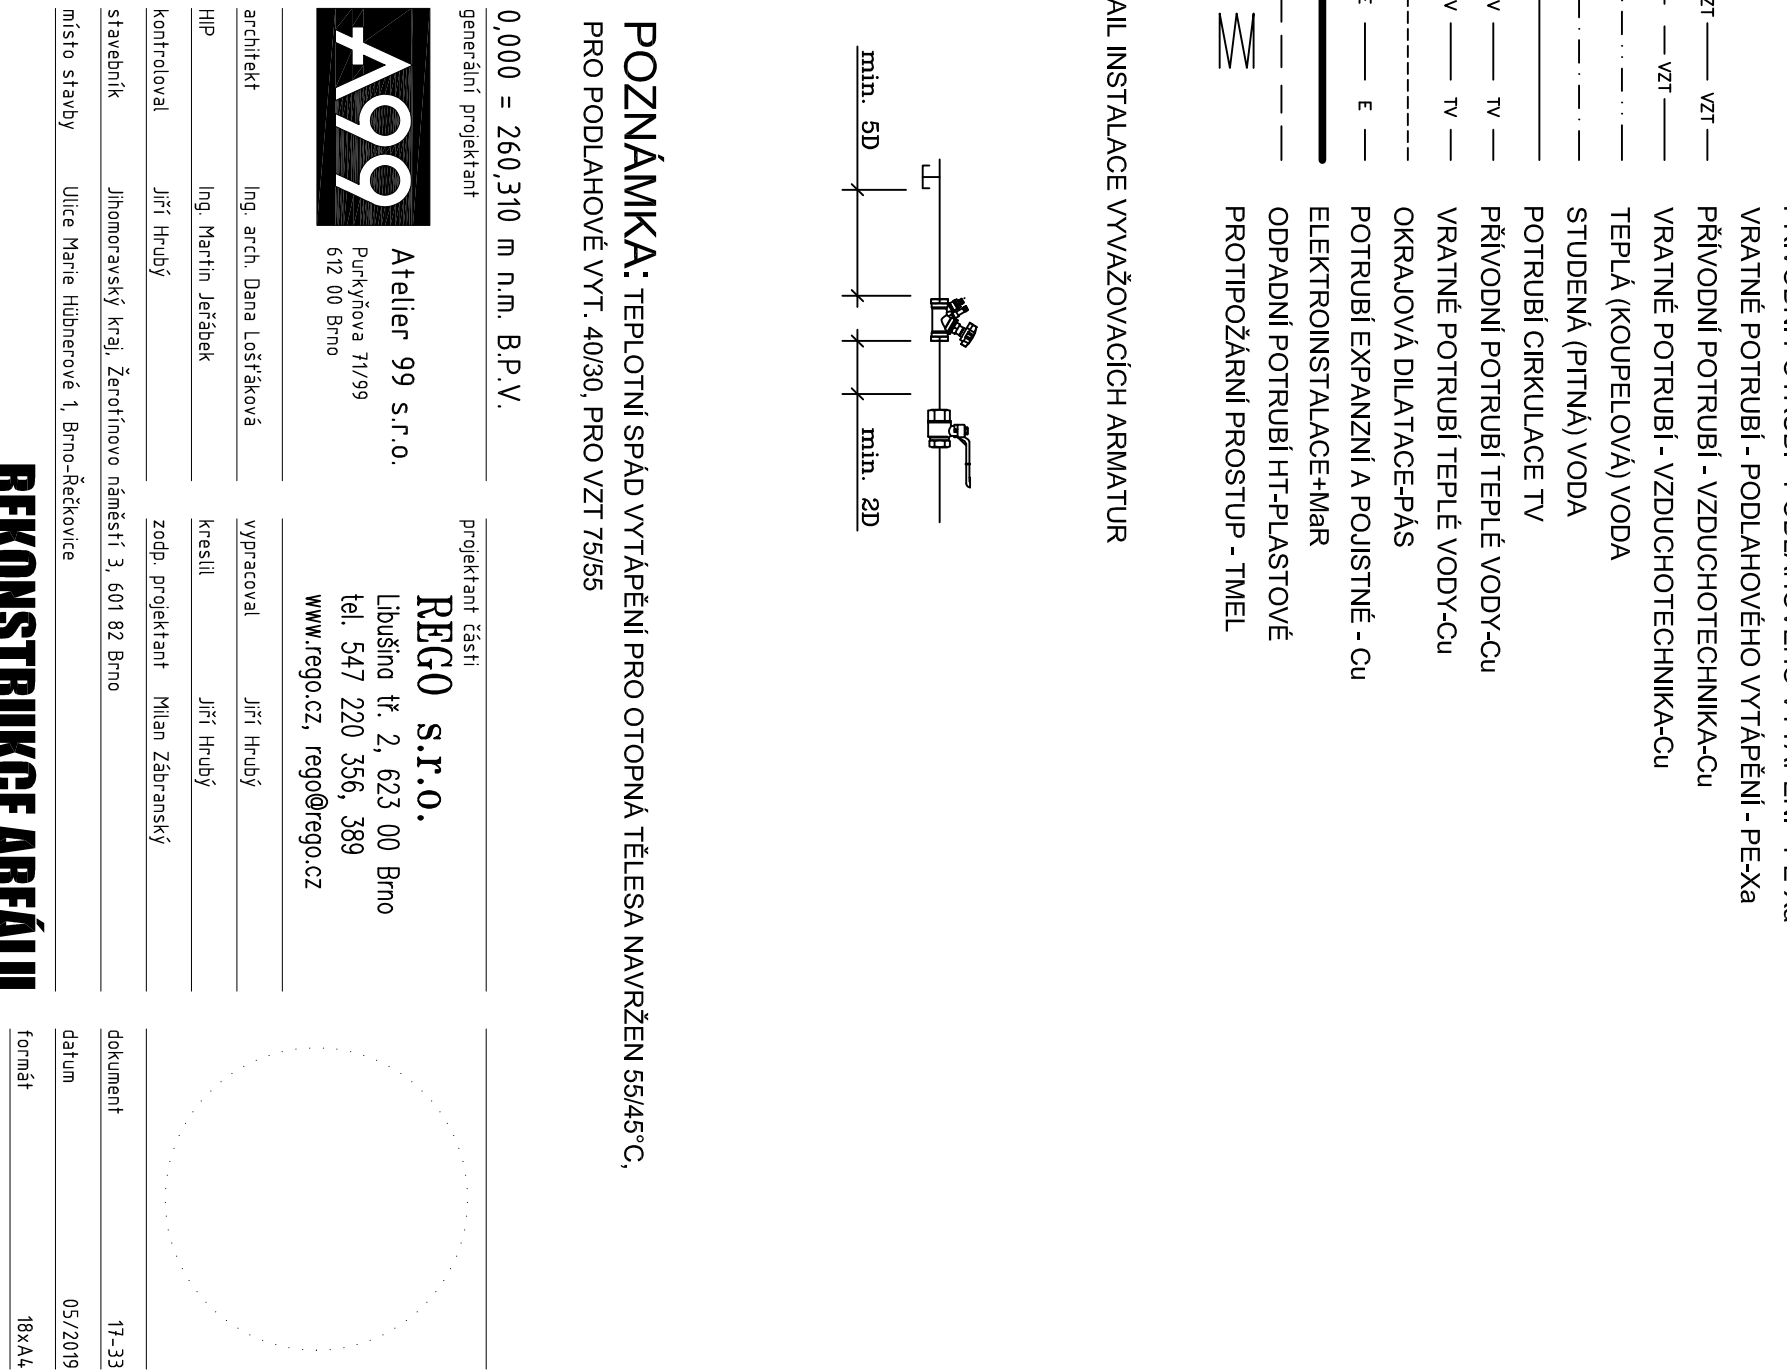 VRATNÉ POTRUBÍ - PODLAHOVÉHO VYTÁPĚNÍ - PE-Xa
VZT PŘÍVODNÍ POTRUBÍ - VZDUCHOTECHNIKA-Cu
VZT VRATNÉ POTRUBÍ - VZDUCHOTECHNIKA-Cu
TEPLÁ (KOUPELOVÁ) VODA
STUDENÁ (PITNÁ) VODA
POTRUBÍ CIRKULACE TV
TV PŘÍVODNÍ POTRUBÍ TEPLÉ VODY-Cu
TV VRATNÉ POTRUBÍ TEPLÉ VODY-Cu
OKRAJOVÁ DILATACE-PÁS
E E POTRUBÍ EXPANZNÍ A POJISTNÉ - Cu
ELEKTROINSTALACE+MaR
ODPADNÍ POTRUBÍ HT-PLASTOVÉ
PROTIPOŽÁRNÍ PROSTUP - TMEL
AIL INSTALACE VYVAŽOVACÍCH ARMATUR
min. 5D min. 2D
POZNÁMKA: TEPLOTNÍ SPÁD VYTÁPĚNÍ PRO OTOPNÁ TĚLESA NAVRŽEN 55/45°C,
PRO PODLAHOVÉ VYT. 40/30, PRO VZT 75/55
0,000 = 260,310 m n.m. B.P.V.
generální projektant
A99
Atelier 99 s.r.o.
Purkyňova 71/99
612 00 Brno
projektant části
REGO s.r.o.
Libušina tř. 2, 623 00 Brno
tel. 547 220 356, 389
www.rego.cz, rego@rego.cz
architekt Ing. arch. Dana Lošťáková
vypracoval Jiří Hrubý
HIP Ing. Martin Jeřábek
kreslil Jiří Hrubý
kontroloval Jiří Hrubý
zodp. projektant Milan Zábranský
stavebník Jihomoravský kraj, Žerotínovo náměstí 3, 601 82 Brno
dokument 17-33
místo stavby Ulice Marie Hübnerové 1, Brno-Řečkovice
datum 05/2019
REKONSTRUKCE AREÁLU
formát 18xA4